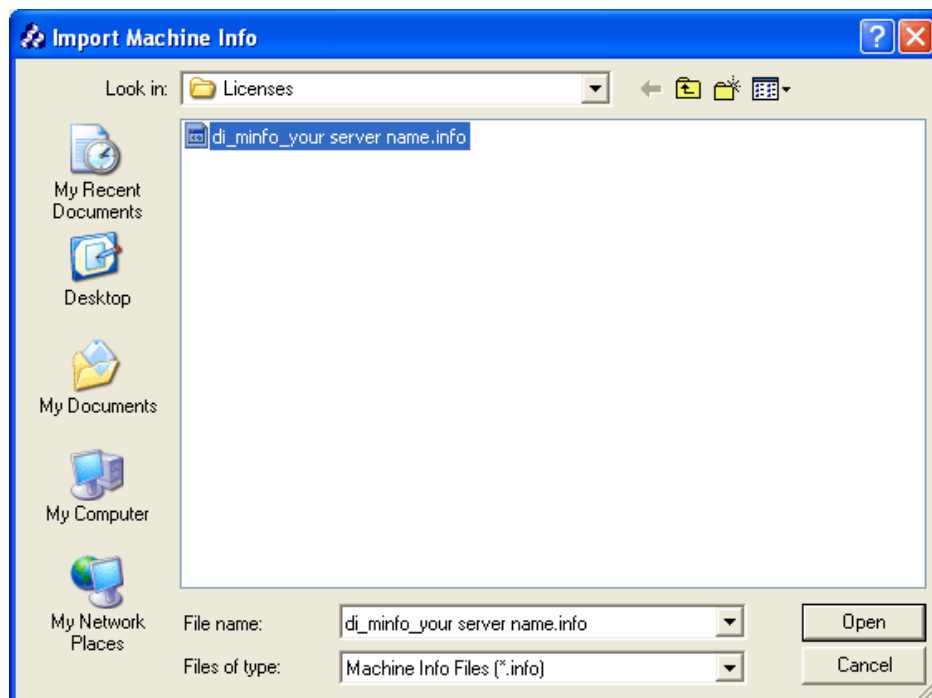 Import Machine Info
Look in:
Licenses
di_minfo_your server name.info
My Recent
Documents
Desktop
My Documents
My Computer
My Network
Places
File name:
di_minfo_your server name.info
Open
Files of type:
Machine Info Files (*.info)
Cancel